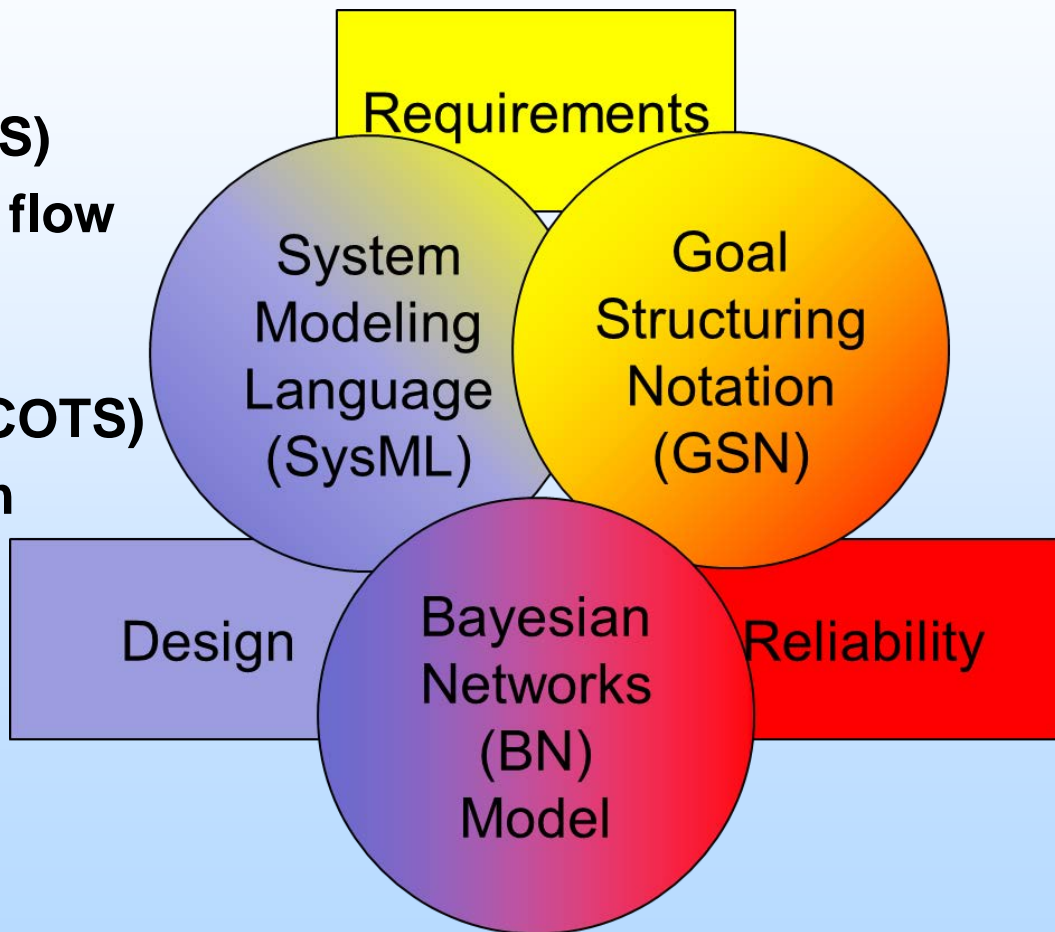 S)
flow
COTS)
n
Requirements
System
Modeling
Language
(SysML)
Goal
Structuring
Notation
(GSN)
Design
Bayesian
Networks
(BN)
Model
Reliability